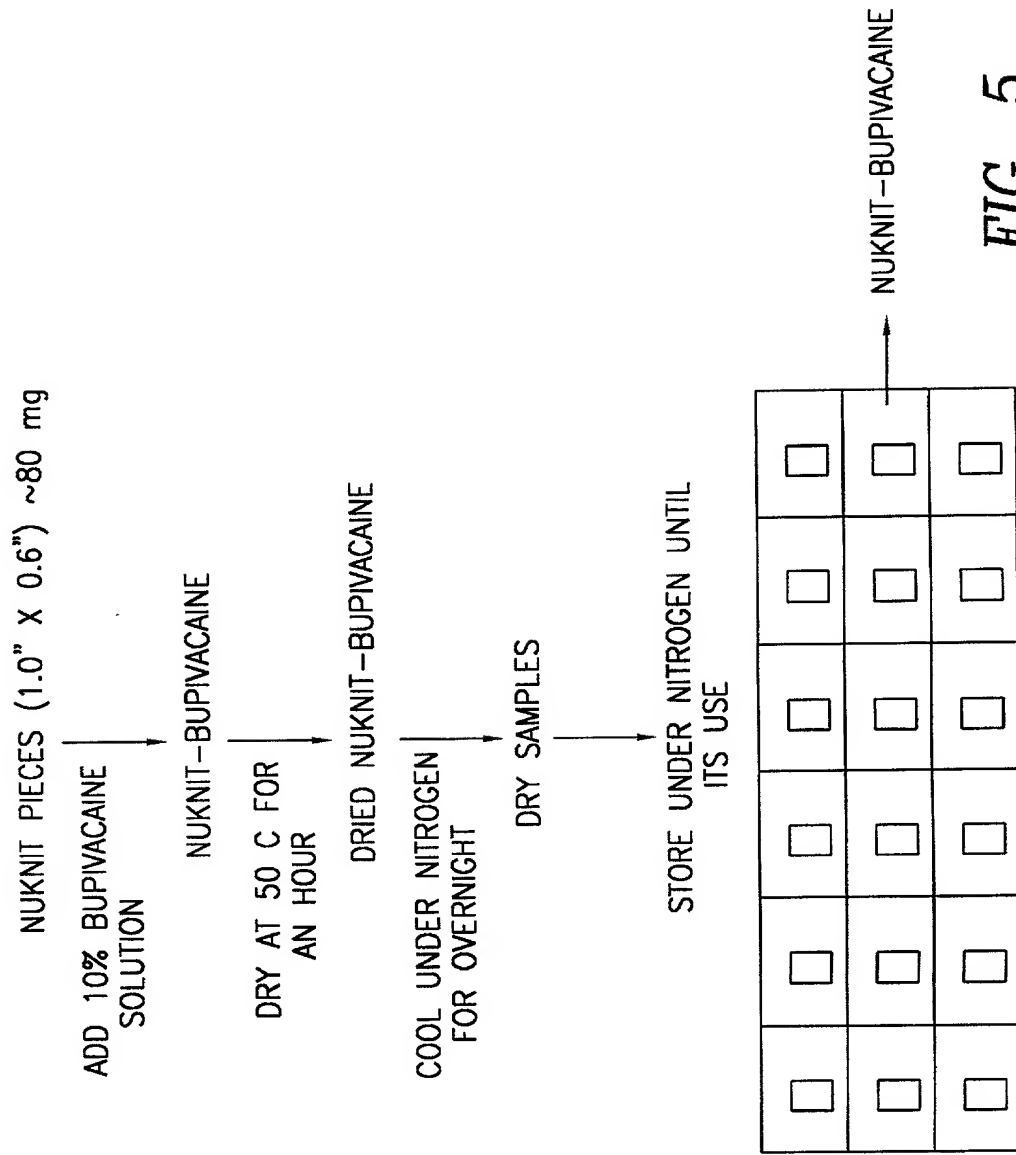 NUKNIT PIECES (1.0" X 0.6") ~80 mg
ADD 10% BUPIVACAINE
SOLUTION
NUKNIT-BUPIVACAINE
DRY AT 50 C FOR
AN HOUR
DRIED NUKNIT-BUPIVACAINE
COOL UNDER NITROGEN
FOR OVERNIGHT
DRY SAMPLES
STORE UNDER NITROGEN UNTIL
ITS USE
NUKNIT-BUPIVACAINE
FIG. 5